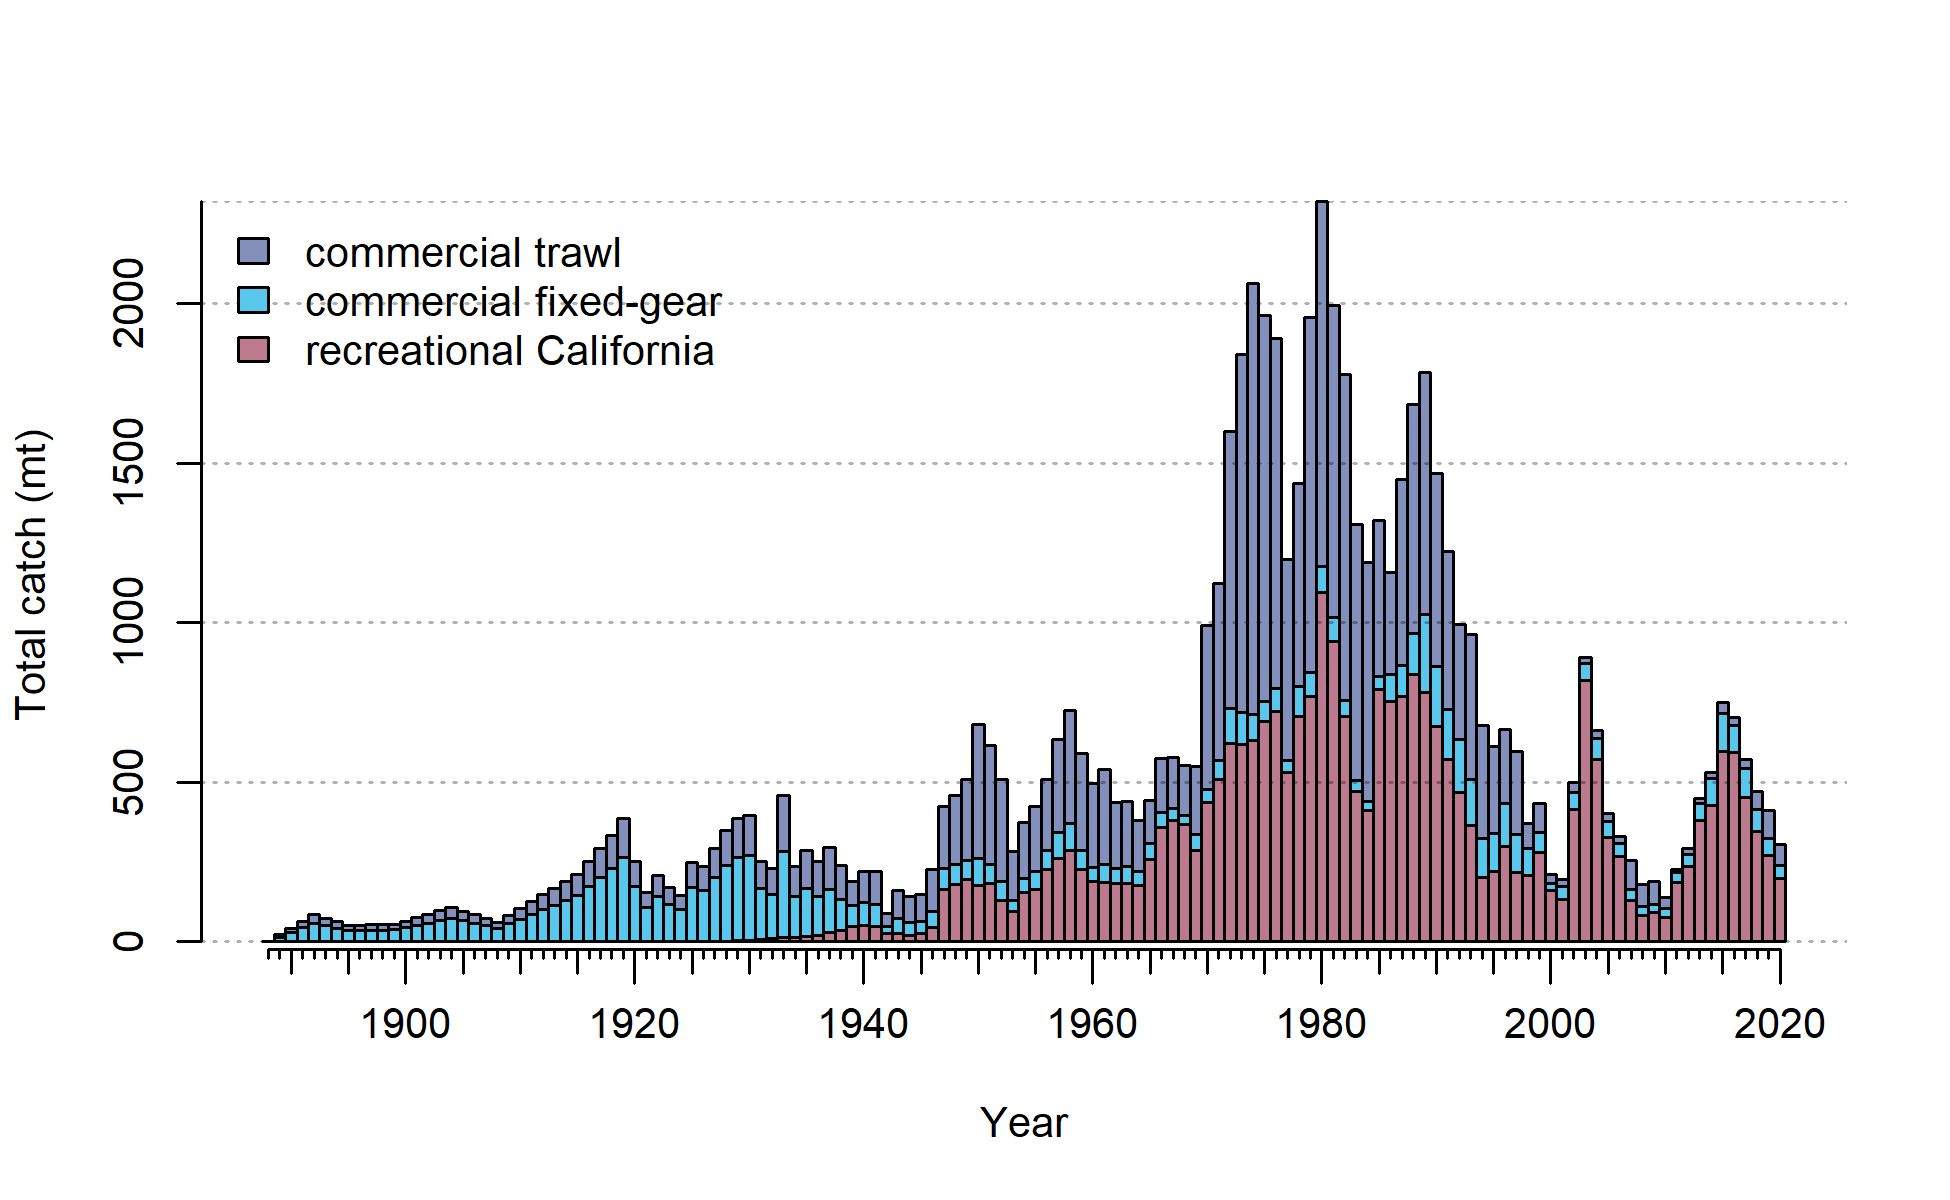 commercial trawl
commercial fixed-gear
recreational California
Total catch (mt)
2000
1500
1000
500
0
1900 1920 1940 1960 1980 2000 2020
Year